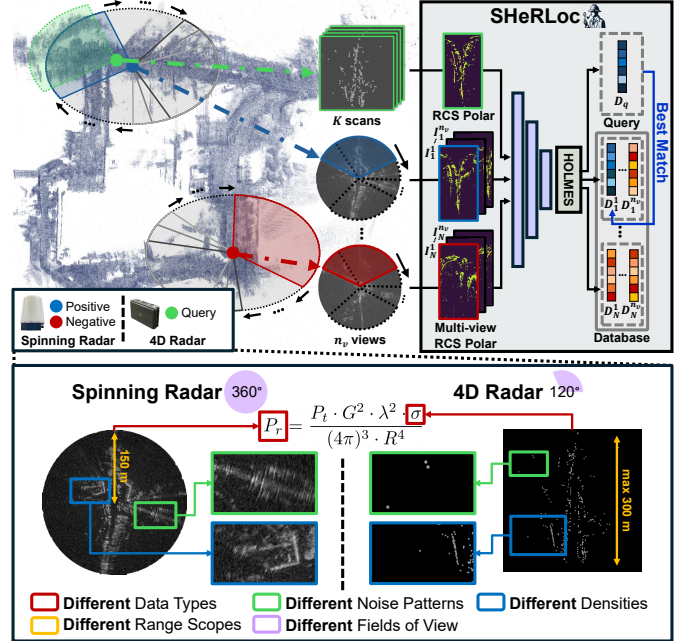 SHeRLoc
K scans
RCS Polar
D_q
Query
Best Match
I_1^{n_v}
I_1^1
HOLMES
D_1^1 D_1^{n_v}
I_N^{n_v}
I_N^1
D_N^1 D_N^{n_v}
Database
n_v views
Multi-view
RCS Polar
Positive
Negative
Query
Spinning Radar
4D Radar
Spinning Radar 360°
4D Radar 120°
P_r = \frac{P_t · G^2 · λ^2 · σ}{(4π)^3 · R^4}
150 m
max 300 m
Different Data Types
Different Noise Patterns
Different Densities
Different Range Scopes
Different Fields of View